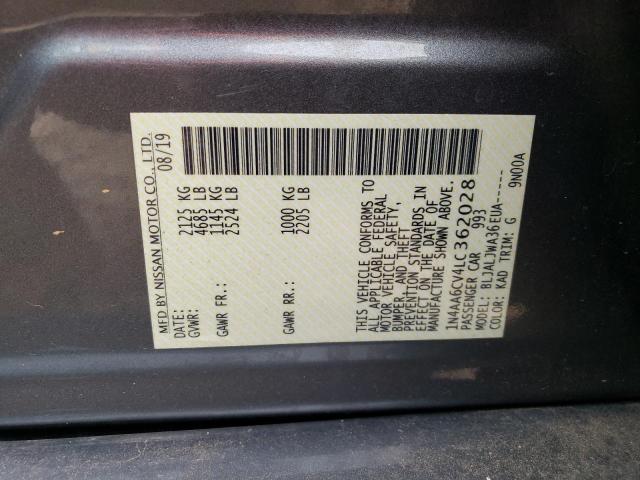 MFD BY NISSAN MOTOR CO., LTD.
DATE: 08/19
GVWR: 2125 KG
4685 LB
GAWR FR.: 1145 KG
2524 LB
GAWR RR.: 1000 KG
2205 LB
THIS VEHICLE CONFORMS TO
ALL APPLICABLE FEDERAL
MOTOR VEHICLE SAFETY,
BUMPER, AND THEFT
PREVENTION STANDARDS IN
EFFECT ON THE DATE OF
MANUFACTURE SHOWN ABOVE.
1N4AA6CV4LC362028
PASSENGER CAR 993
MODEL: BLJALJWA36EUA-----
COLOR: KAD TRIM: G 9N00A